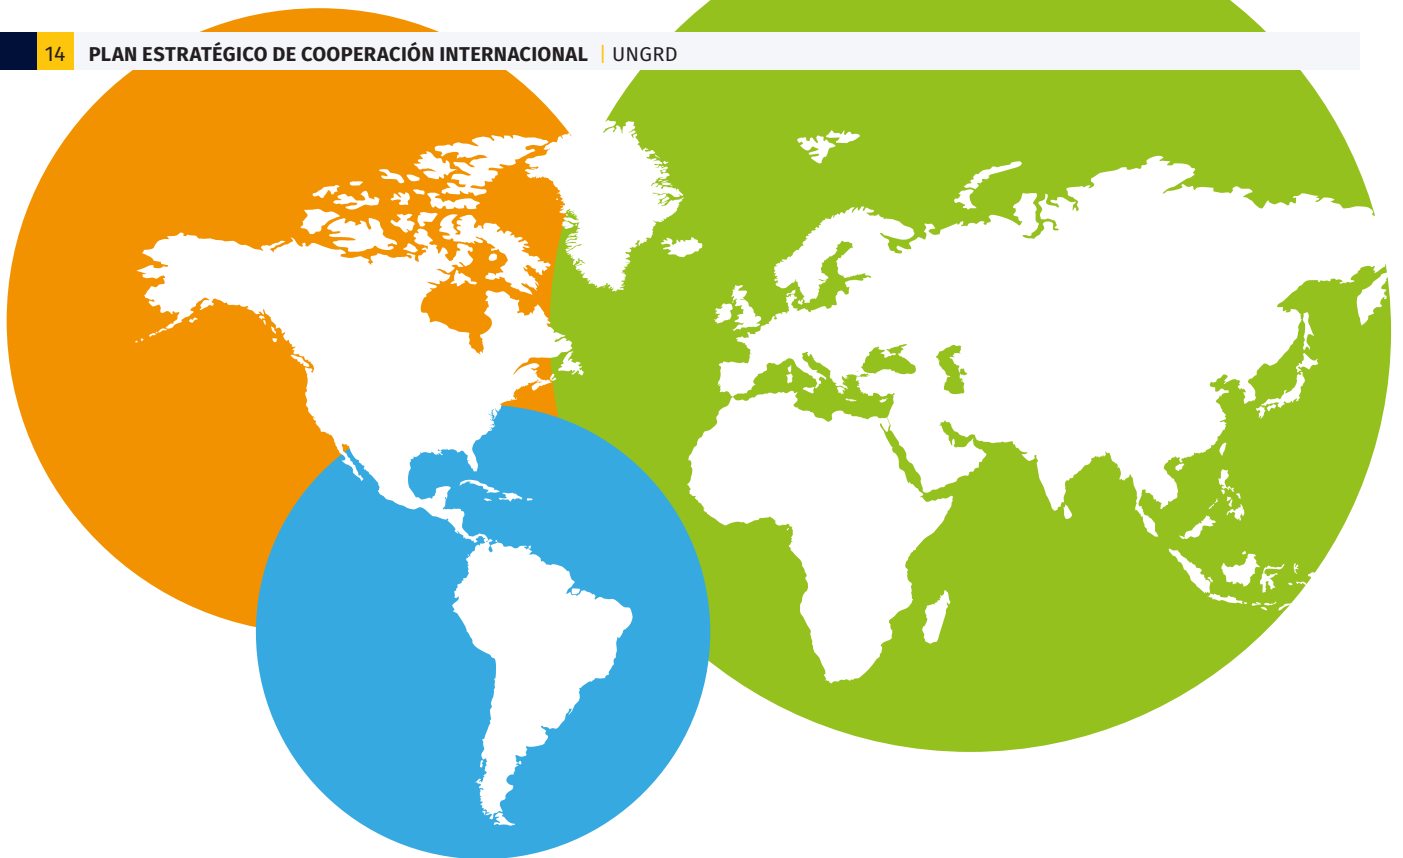 14 PLAN ESTRATÉGICO DE COOPERACIÓN INTERNACIONAL | UNGRD